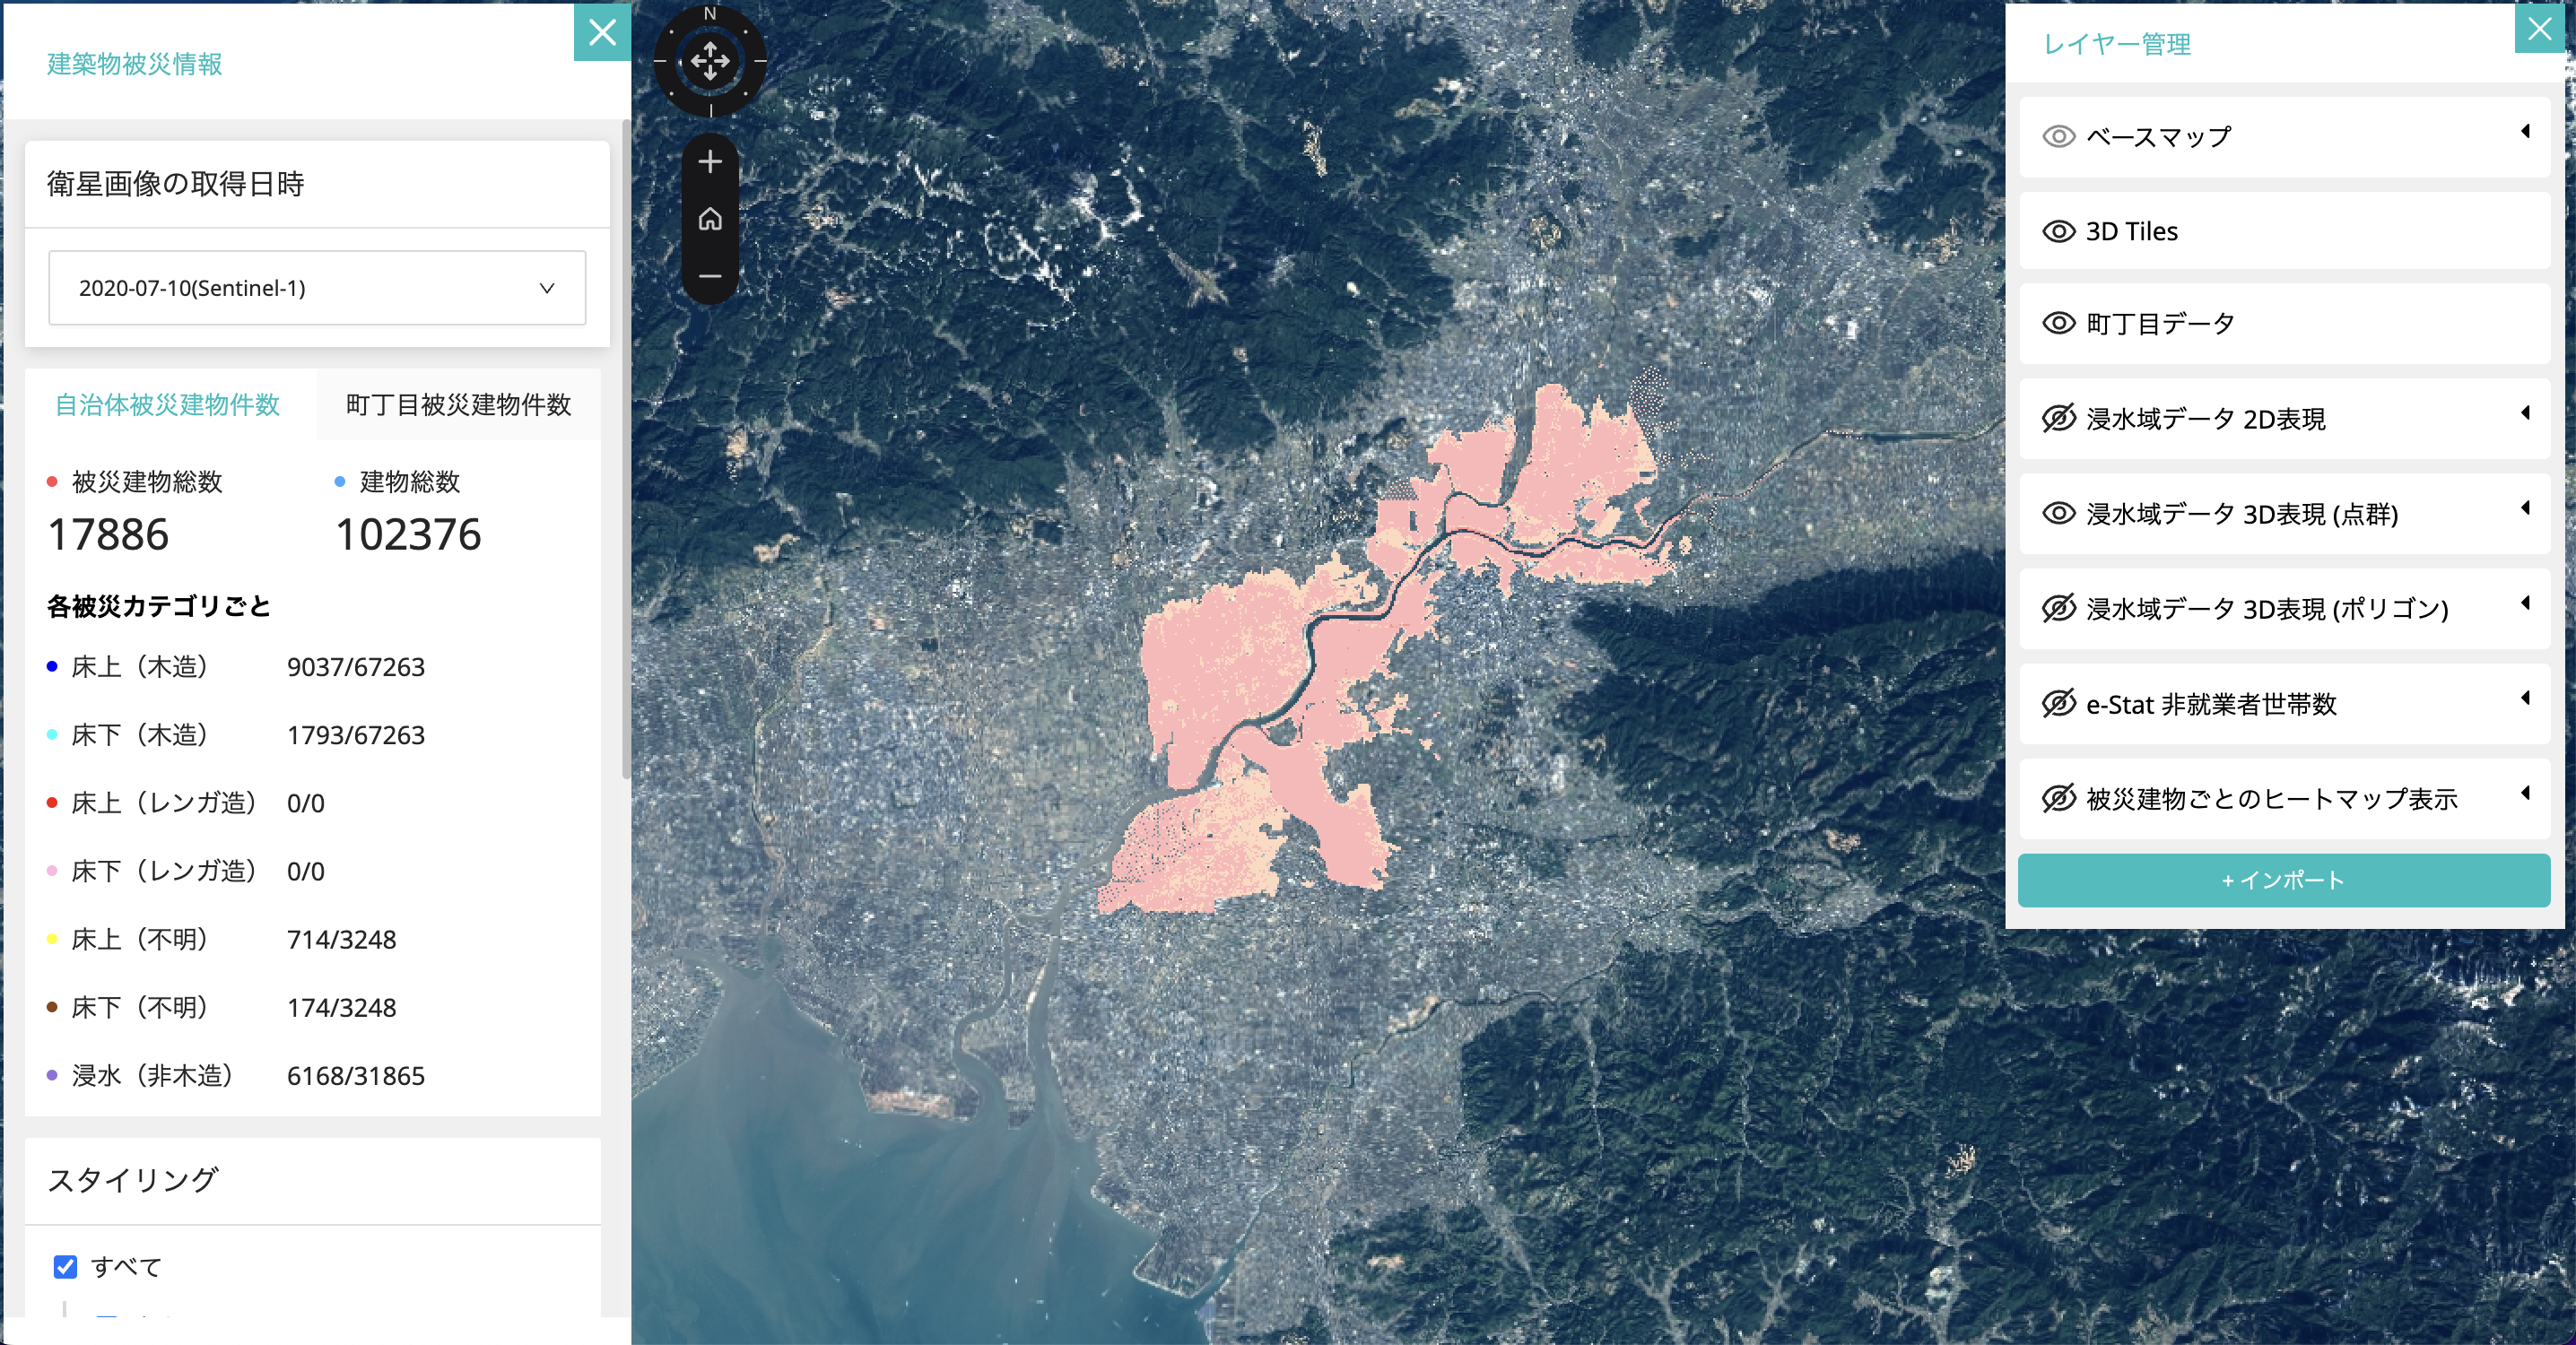 建築物被災情報
衛星画像の取得日時
2020-07-10(Sentinel-1)
自治体被災建物件数
町丁目被災建物件数
被災建物総数
建物総数
17886
102376
各被災カテゴリごと
床上（木造） 9037/67263
床下（木造） 1793/67263
床上（レンガ造） 0/0
床下（レンガ造） 0/0
床上（不明） 714/3248
床下（不明） 174/3248
浸水（非木造） 6168/31865
スタイリング
すべて
N
レイヤー管理
ベースマップ
3D Tiles
町丁目データ
浸水域データ 2D表現
浸水域データ 3D表現 (点群)
浸水域データ 3D表現 (ポリゴン)
e-Stat 非就業者世帯数
被災建物ごとのヒートマップ表示
+ インポート